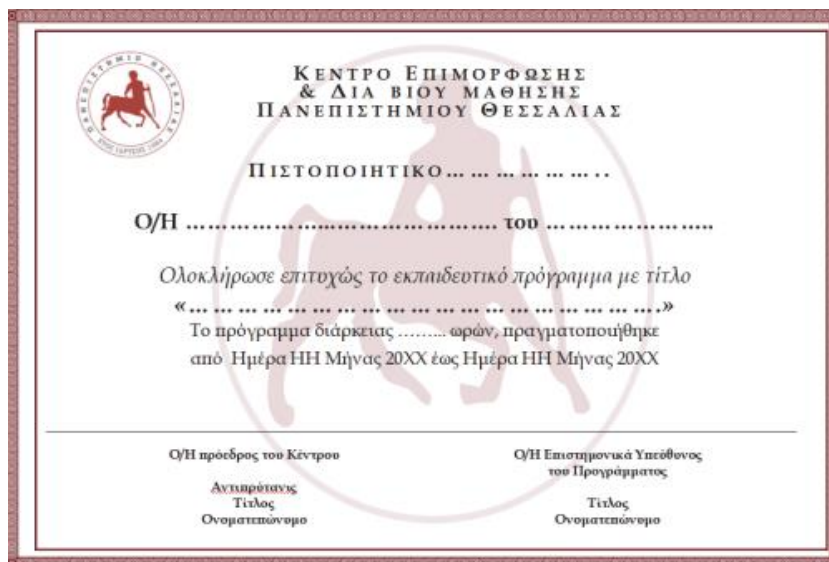 ΠΑΝΕΠΙΣΤΗΜΙΟ ΘΕΣΣΑΛΙΑΣ
ΚΕΝΤΡΟ ΕΠΙΜΟΡΦΩΣΗΣ
& ΔΙΑ ΒΙΟΥ ΜΑΘΗΣΗΣ
ΠΑΝΕΠΙΣΤΗΜΙΟΥ ΘΕΣΣΑΛΙΑΣ
ΠΙΣΤΟΠΟΙΗΤΙΚΟ... ... ... ... ... ... . .
Ο/Η ……………….…...………………………. του …………………..
Ολοκλήρωσε επιτυχώς το εκπαιδευτικό πρόγραμμα με τίτλο
«... ... ... ... ... ... ... ... ... ... ... ... ... ... ... ... ... ... ….»
Το πρόγραμμα διάρκειας ……... ωρών, πραγματοποιήθηκε
από Ημέρα ΗΗ Μήνας 20ΧΧ έως Ημέρα ΗΗ Μήνας 20ΧΧ
Ο/Η πρόεδρος του Κέντρου
Αντιπρύτανις
Τίτλος
Ονοματεπώνυμο
Ο/Η Επιστημονικά Υπεύθυνος
του Προγράμματος
Τίτλος
Ονοματεπώνυμο